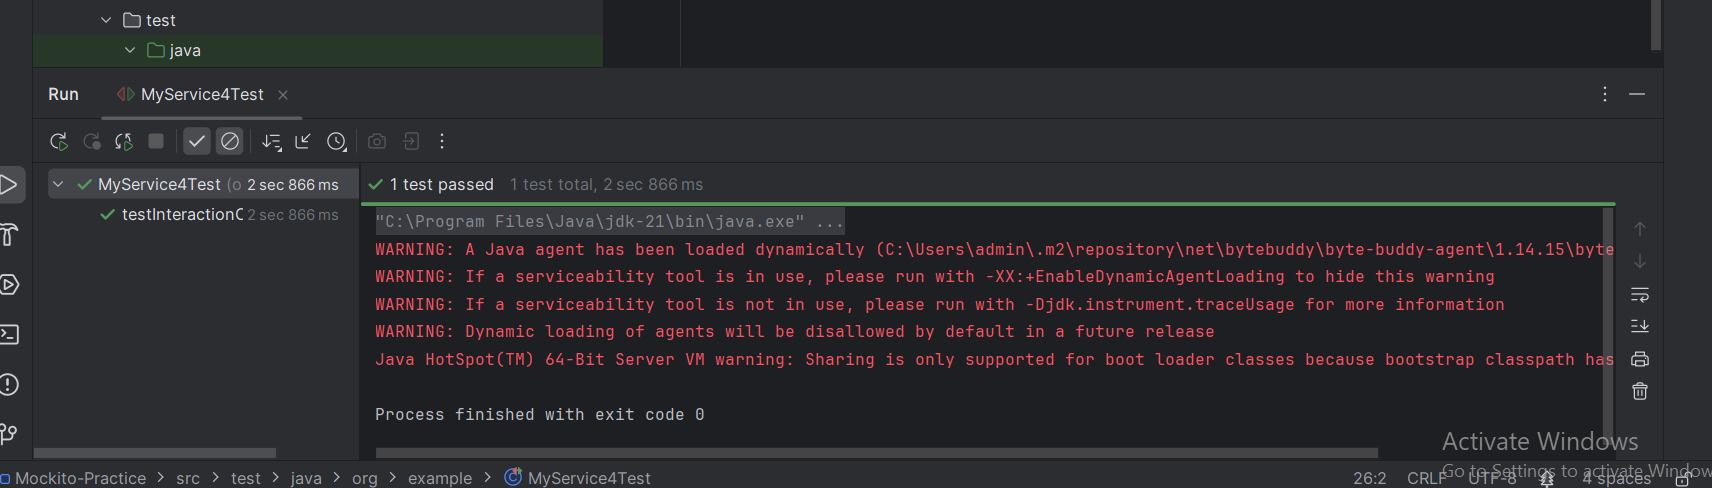 test
java
Run MyService4Test
MyService4Test (o 2 sec 866 ms
testInteractionO 2 sec 866 ms
1 test passed 1 test total, 2 sec 866 ms
"C:\Program Files\Java\jdk-21\bin\java.exe" ...
WARNING: A Java agent has been loaded dynamically (C:\Users\admin\.m2\repository\net\bytebuddy\byte-buddy-agent\1.14.15\byte
WARNING: If a serviceability tool is in use, please run with -XX:+EnableDynamicAgentLoading to hide this warning
WARNING: If a serviceability tool is not in use, please run with -Djdk.instrument.traceUsage for more information
WARNING: Dynamic loading of agents will be disallowed by default in a future release
Java HotSpot(TM) 64-Bit Server VM warning: Sharing is only supported for boot loader classes because bootstrap classpath has
Process finished with exit code 0
Activate Windows
Go to Settings to activate Window
Mockito-Practice > src > test > java > org > example > MyService4Test
26:2 CRLF UTF-8 4 spaces